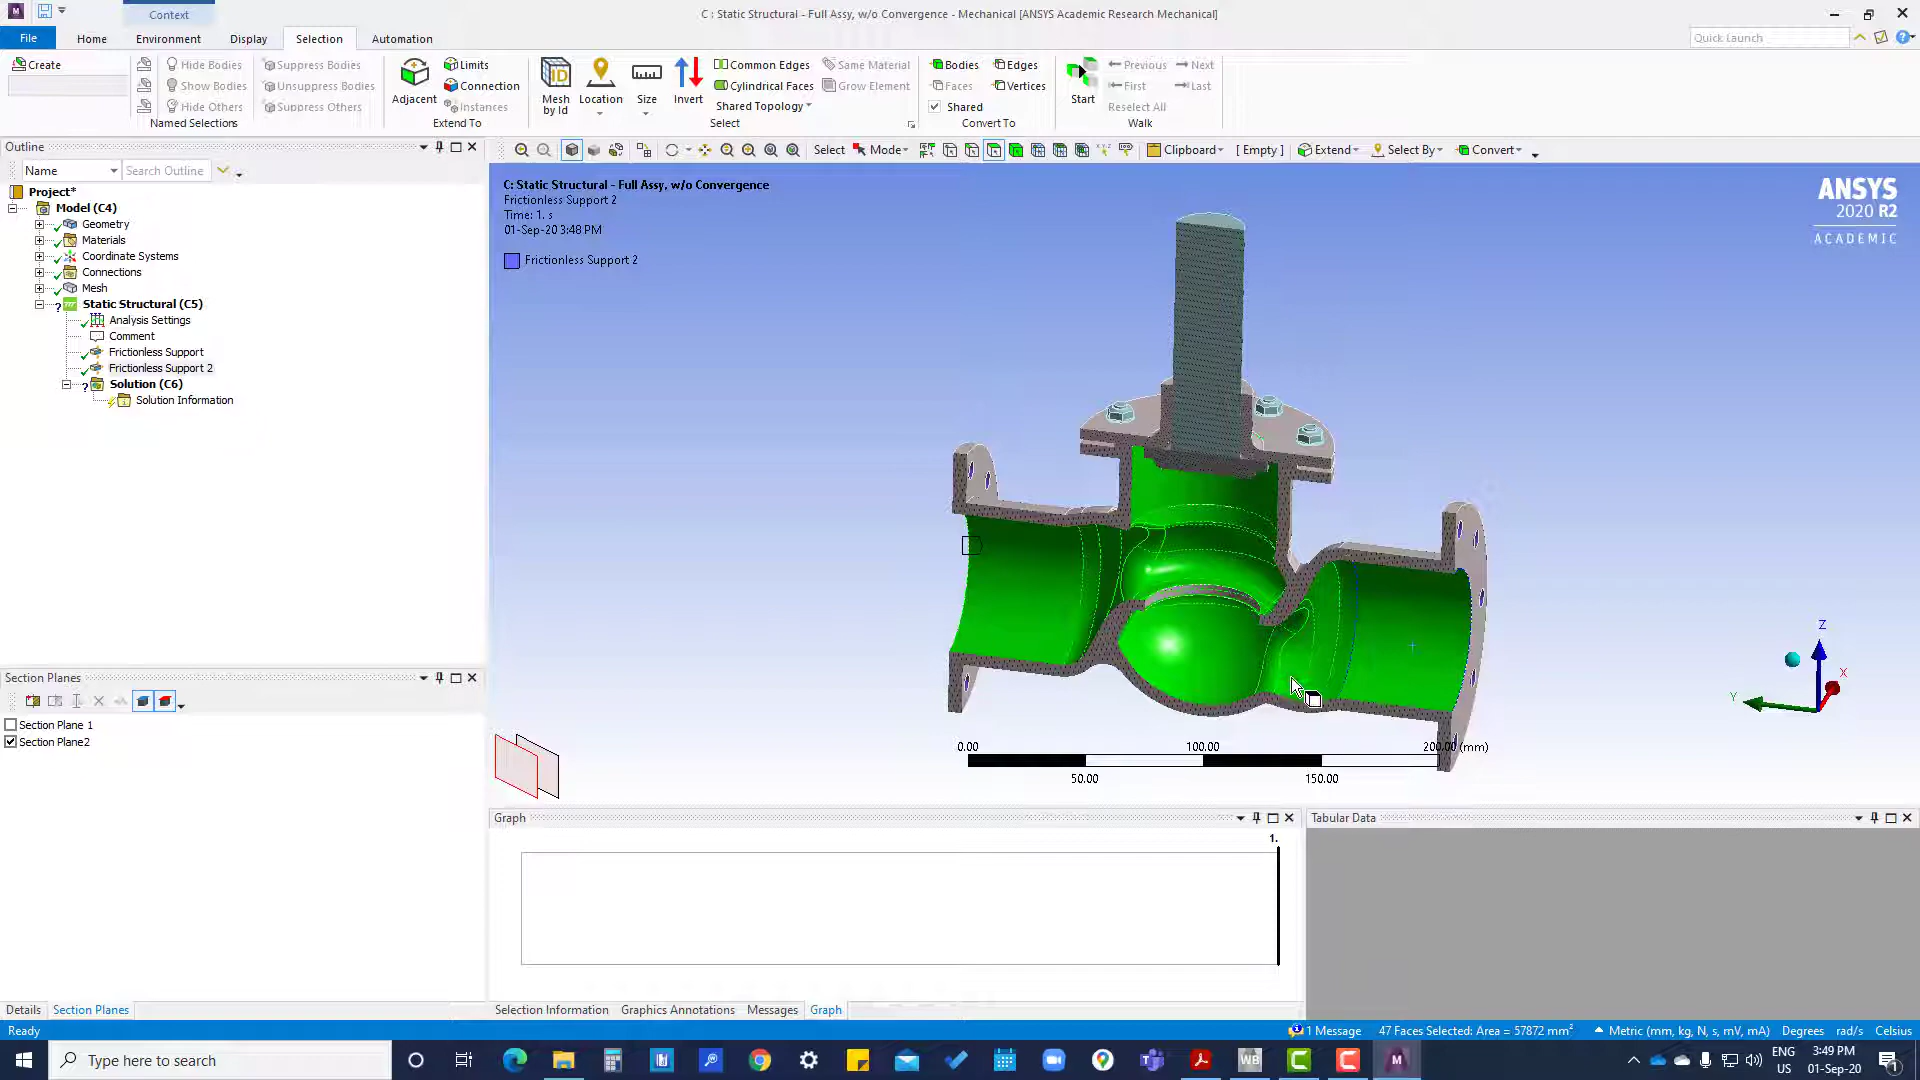 Context
C : Static Structural - Full Assy, w/o Convergence - Mechanical [ANSYS Academic Research Mechanical]
File Home Environment Display Selection Automation
Quick Launch
Create
Hide Bodies
Show Bodies
Hide Others
Suppress Bodies
Unsuppress Bodies
Suppress Others
Named Selections
Adjacent
Limits
Connection
Instances
Extend To
Mesh by Id
Location
Size
Invert
Common Edges
Cylindrical Faces
Shared Topology
Same Material
Grow Element
Select
Bodies
Edges
Faces
Vertices
Shared
Convert To
Start
Previous
Next
First
Last
Reselect All
Walk
Outline
Name
Search Outline
Select Mode Clipboard [ Empty ] Extend Select By Convert
Project*
Model (C4)
Geometry
Materials
Coordinate Systems
Connections
Mesh
Static Structural (C5)
Analysis Settings
Comment
Frictionless Support
Frictionless Support 2
Solution (C6)
Solution Information
C: Static Structural - Full Assy, w/o Convergence
Frictionless Support 2
Time: 1. s
01-Sep-20 3:48 PM
Frictionless Support 2
ANSYS
2020 R2
ACADEMIC
Z
X
Y
0.00 100.00 200.00 (mm)
50.00 150.00
Section Planes
Section Plane 1
Section Plane2
Graph
1.
Tabular Data
Details Section Planes
Selection Information Graphics Annotations Messages Graph
Ready
1 Message 47 Faces Selected: Area = 57872 mm² Metric (mm, kg, N, s, mV, mA) Degrees rad/s Celsius
Type here to search
WB
M
ENG
US
3:49 PM
01-Sep-20
1